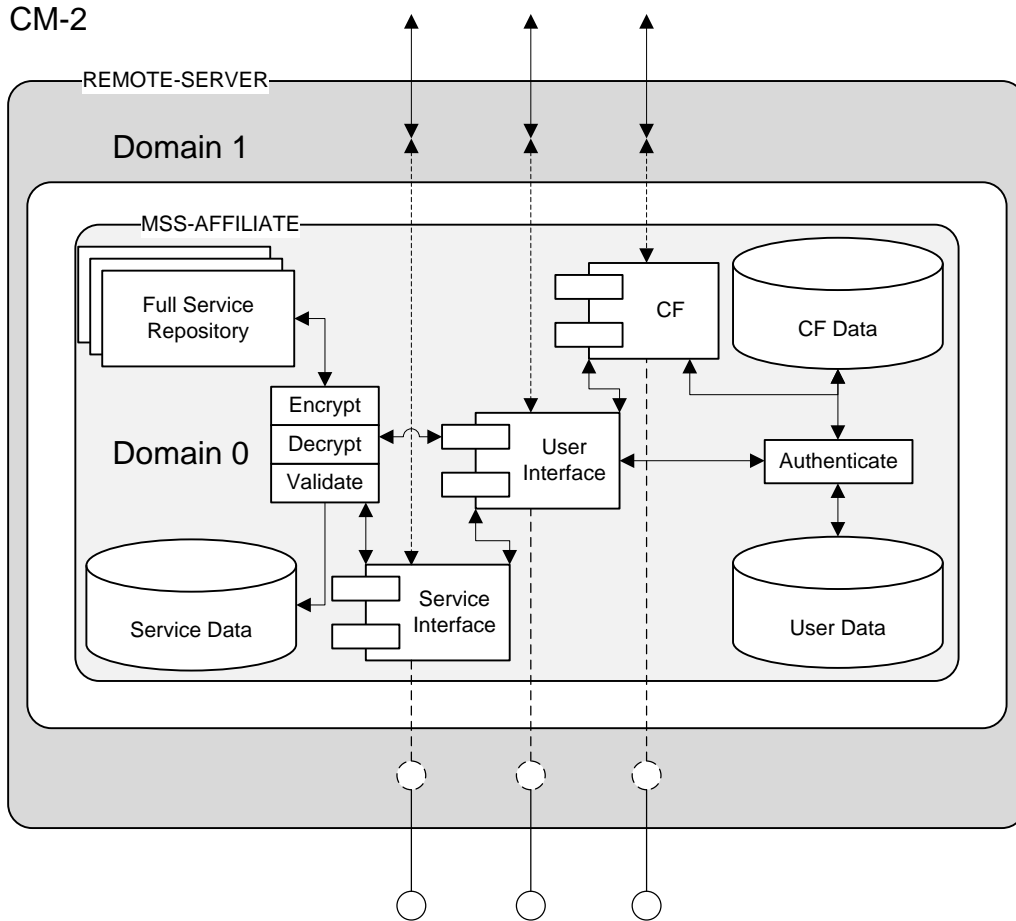 CM-2
REMOTE-SERVER
Domain 1
MSS-AFFILIATE
Full Service
Repository
CF
CF Data
Encrypt
Decrypt
Validate
Domain 0
User
Interface
Authenticate
Service Data
Service
Interface
User Data